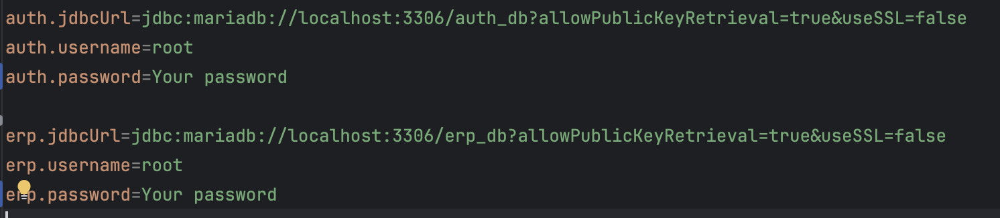 auth.jdbcUrl=jdbc:mariadb://localhost:3306/auth_db?allowPublicKeyRetrieval=true&useSSL=false
auth.username=root
auth.password=Your password
erp.jdbcUrl=jdbc:mariadb://localhost:3306/erp_db?allowPublicKeyRetrieval=true&useSSL=false
erp.username=root
erp.password=Your password